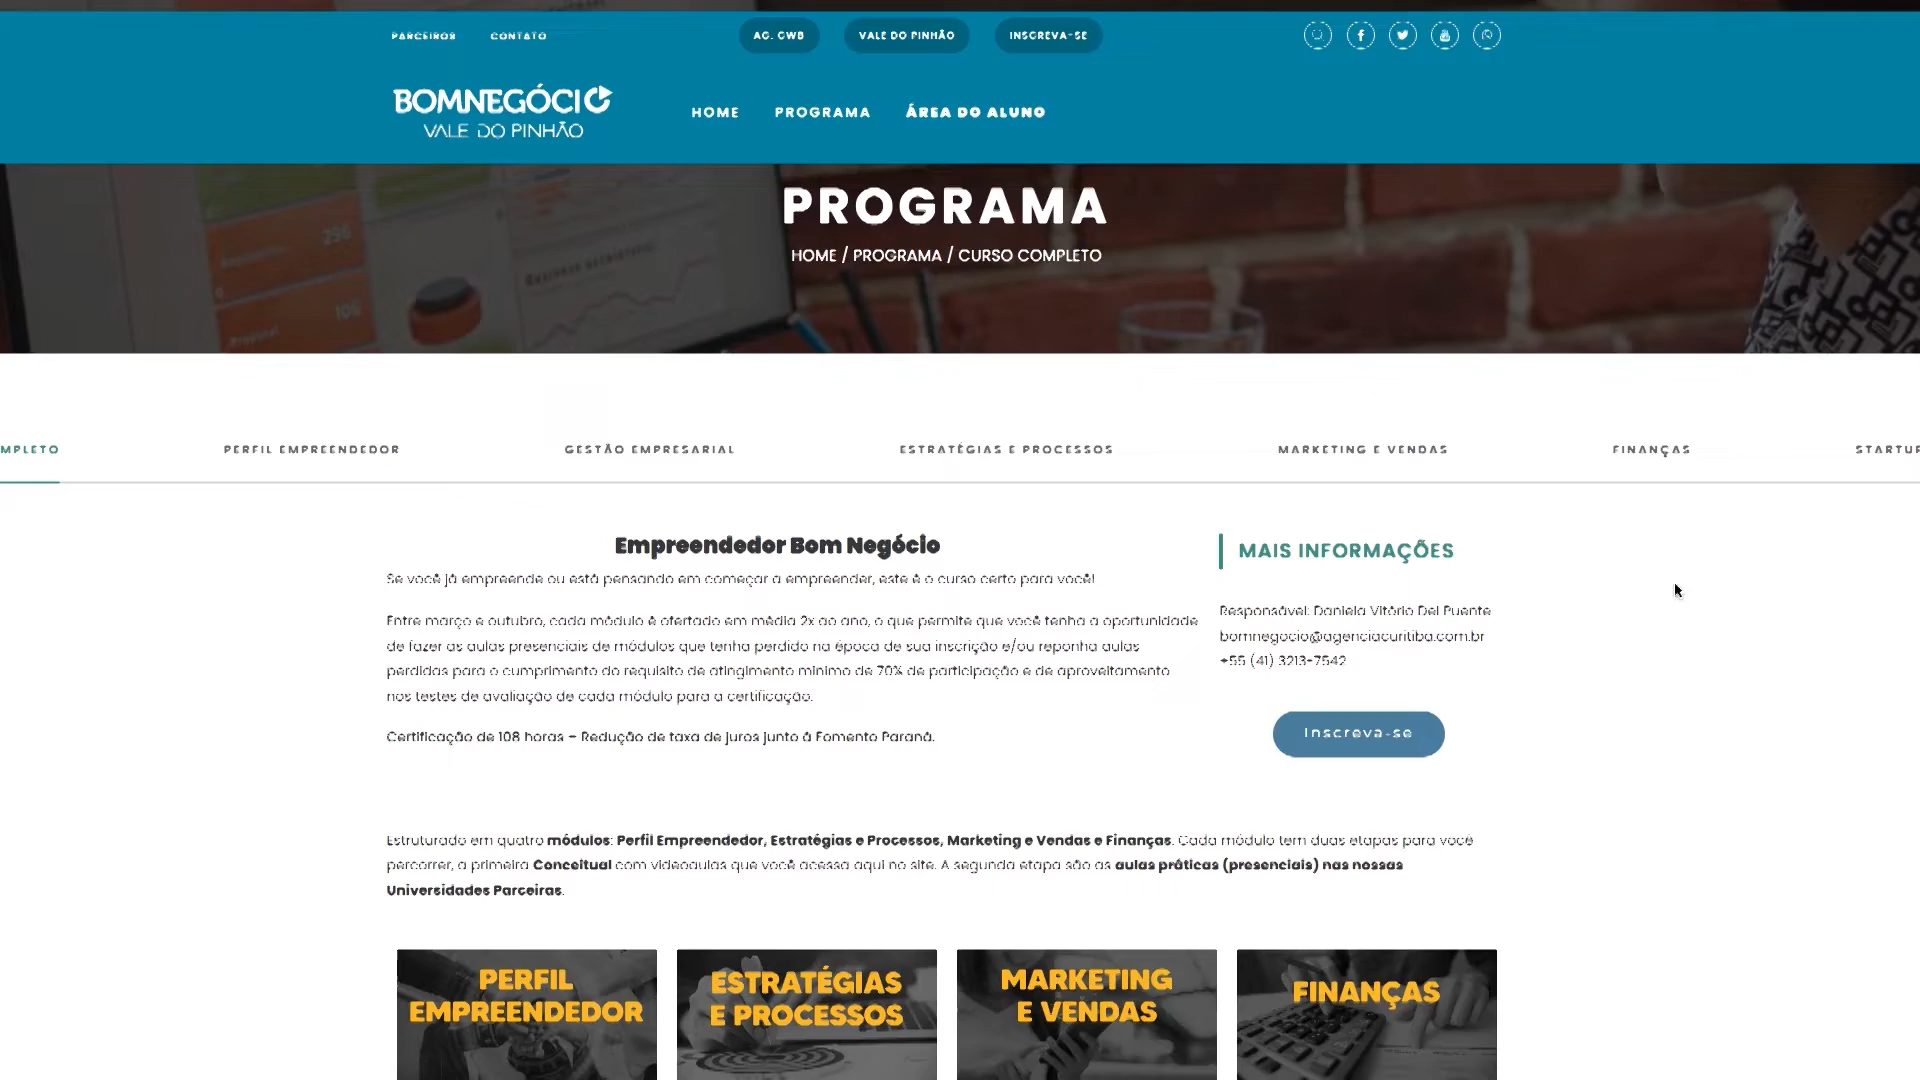 PARCEIROS CONTATO AG. CWB VALE DO PINHÃO INSCREVA-SE
BOMNEGÓCIO
VALE DO PINHÃO
HOME PROGRAMA ÁREA DO ALUNO
PROGRAMA
HOME / PROGRAMA / CURSO COMPLETO
MPLETO PERFIL EMPREENDEDOR GESTÃO EMPRESARIAL ESTRATÉGIAS E PROCESSOS MARKETING E VENDAS FINANÇAS STARTUP
Empreendedor Bom Negócio
Se você já empreende ou está pensando em começar a empreender, este é o curso certo para você!
Entre março e outubro, cada módulo é ofertado em média 2x ao ano, o que permite que você tenha a oportunidade
de fazer as aulas presenciais de módulos que tenha perdido na época de sua inscrição e/ou reponha aulas
perdidas para o cumprimento do requisito de atingimento mínimo de 70% de participação e de aproveitamento
nos testes de avaliação de cada módulo para a certificação.
Certificação de 108 horas – Redução de taxa de juros junto à Fomento Paraná.
MAIS INFORMAÇÕES
Responsável: Daniela Vitório Del Puente
bomnegocio@agenciacuritiba.com.br
+55 (41) 3213-7542
Inscreva-se
Estruturado em quatro módulos: Perfil Empreendedor, Estratégias e Processos, Marketing e Vendas e Finanças. Cada módulo tem duas etapas para você
percorrer, a primeira Conceitual com videoaulas que você acessa aqui no site. A segunda etapa são as aulas práticas (presenciais) nas nossas
Universidades Parceiras.
PERFIL
EMPREENDEDOR
ESTRATÉGIAS
E PROCESSOS
MARKETING
E VENDAS
FINANÇAS